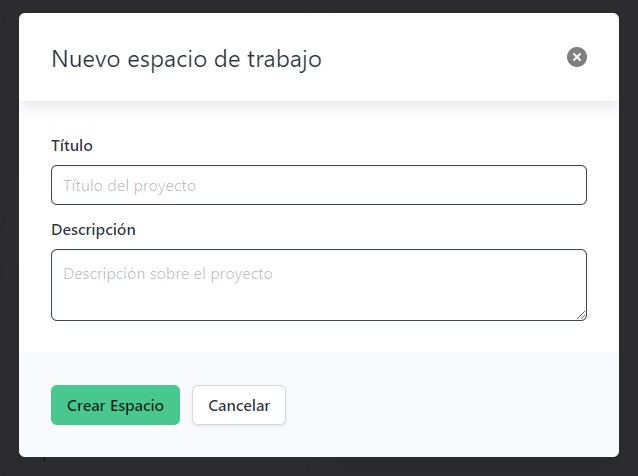 Nuevo espacio de trabajo
Título
Título del proyecto
Descripción
Descripción sobre el proyecto
Crear Espacio
Cancelar